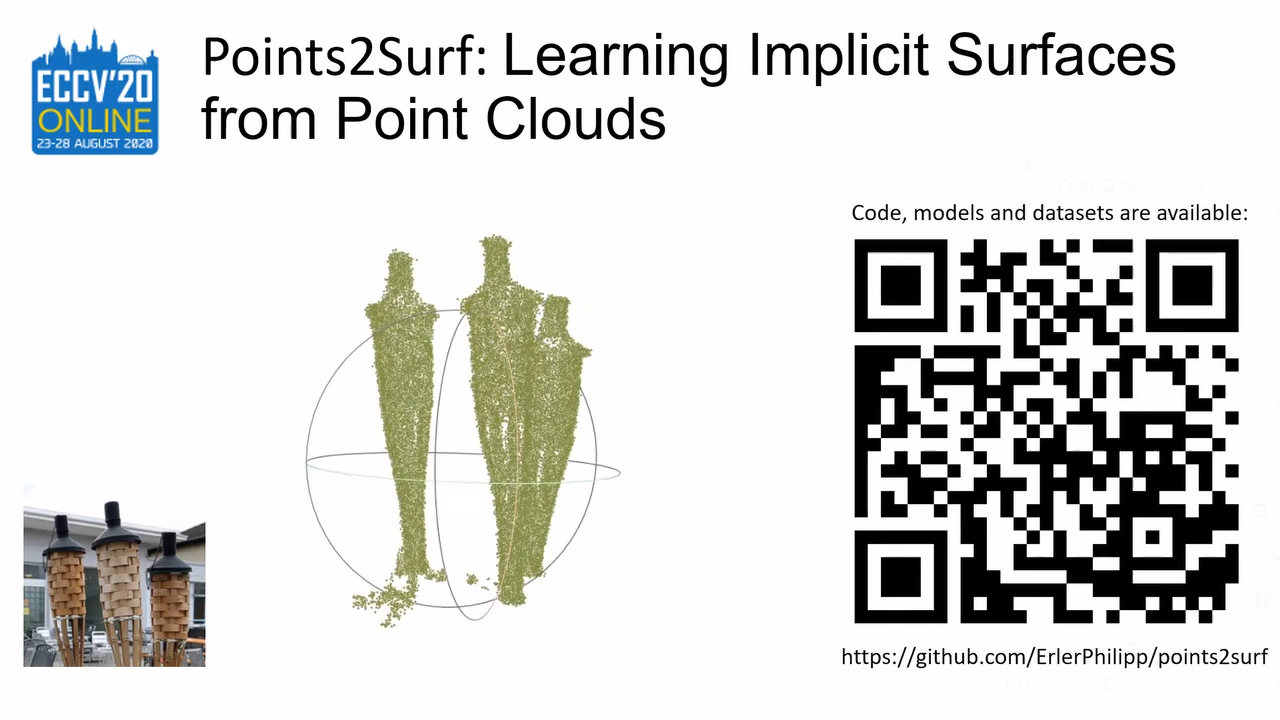 ECCV'20
ONLINE
23-28 AUGUST 2020
Points2Surf: Learning Implicit Surfaces
from Point Clouds
Code, models and datasets are available:
https://github.com/ErlerPhilipp/points2surf